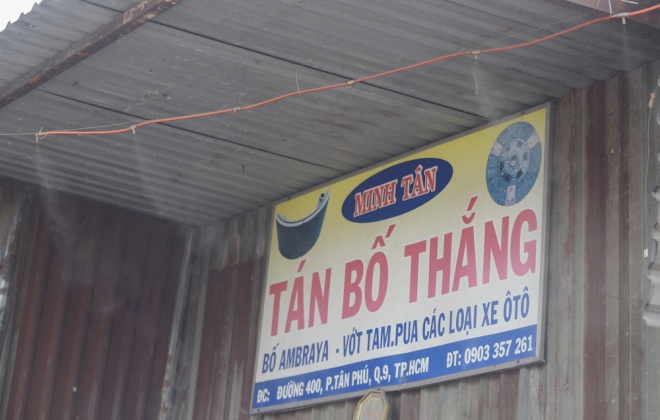 MINH TÂN
TÁN BỐ THẮNG
BỐ AMBRAYA - VỚT TAM.PUA CÁC LOẠI XE ÔTÔ
ĐC: ĐƯỜNG 400, P.TÂN PHÚ, Q.9, TP.HCM ĐT: 0903 357 261